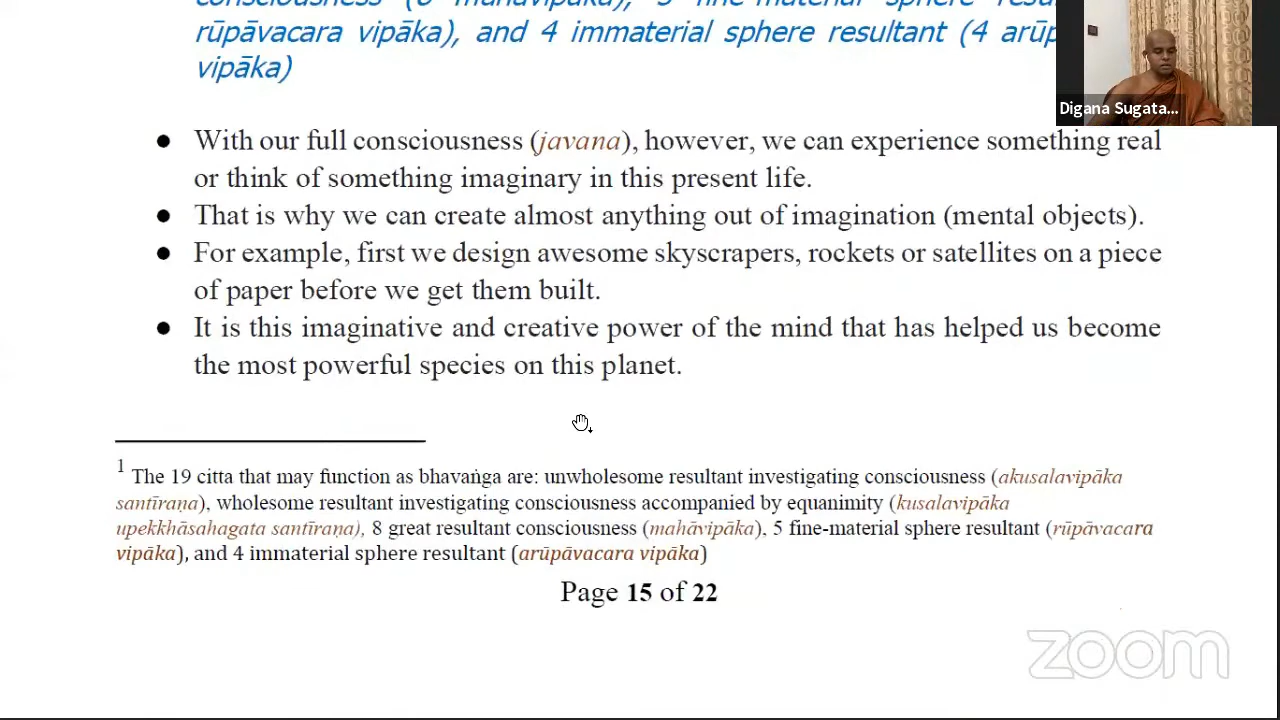 consciousness (8 mahāvipāka), 5 fine-material sphere
rūpāvacara vipāka), and 4 immaterial sphere resultant (4
vipāka)
Digana Sugata...
● With our full consciousness (javana), however, we can experience something real
or think of something imaginary in this present life.
● That is why we can create almost anything out of imagination (mental objects).
● For example, first we design awesome skyscrapers, rockets or satellites on a piece
of paper before we get them built.
● It is this imaginative and creative power of the mind that has helped us become
the most powerful species on this planet.
1 The 19 citta that may function as bhavaṅga are: unwholesome resultant investigating consciousness (akusalavipāka
santīraṇa), wholesome resultant investigating consciousness accompanied by equanimity (kusalavipāka
upekkhāsahagata santīraṇa), 8 great resultant consciousness (mahāvipāka), 5 fine-material sphere resultant (rūpāvacara
vipāka), and 4 immaterial sphere resultant (arūpāvacara vipāka)
Page 15 of 22
zoom